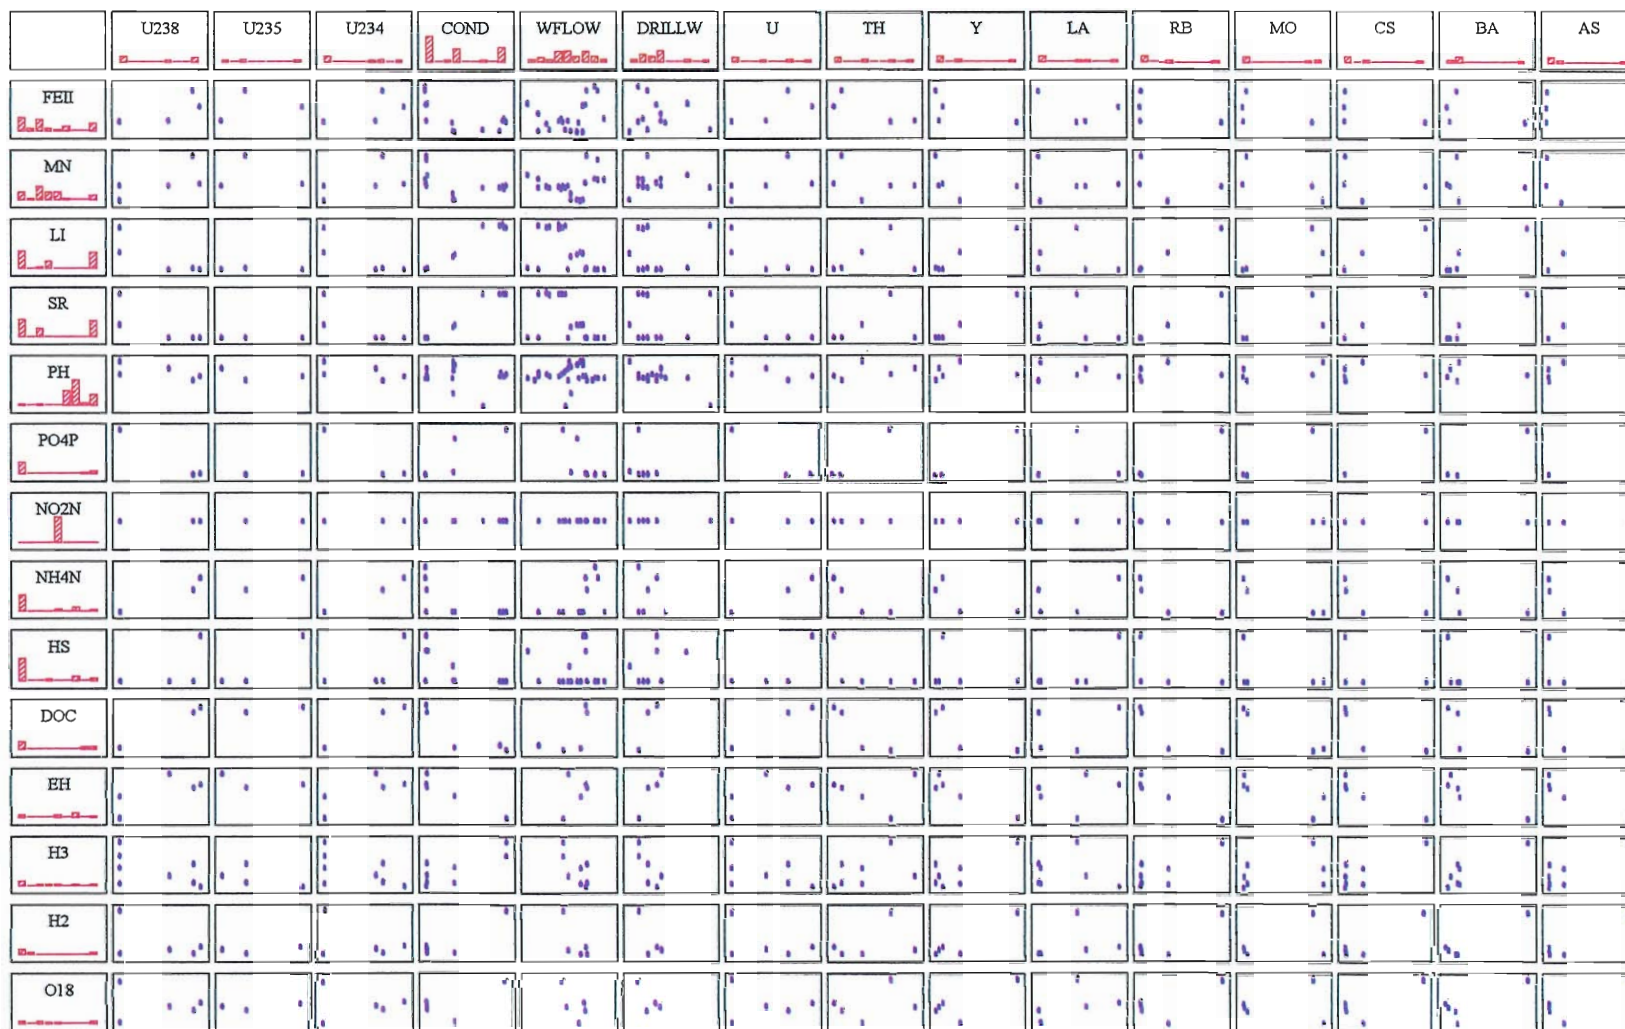 U238 U235 U234 COND WFLOW DRILLW U TH Y LA RB MO CS BA AS
FEII
MN
LI
SR
PH
PO4P
NO2N
NH4N
HS
DOC
EH
H3
H2
O18